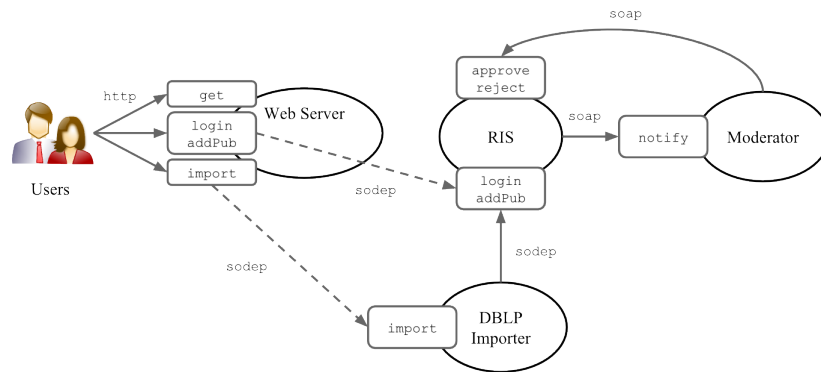 soap
approve
reject
http
get
Web Server
login
addPub
soap
RIS
notify
Moderator
import
sodep
login
addPub
Users
sodep
sodep
import
DBLP
Importer